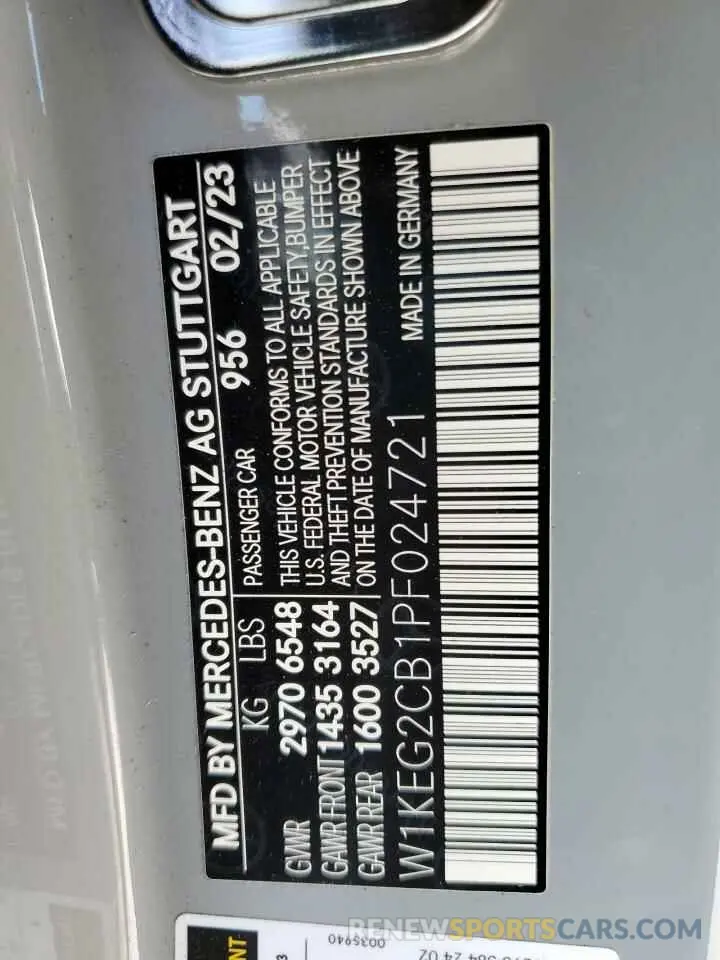 MFD BY MERCEDES-BENZ AG STUTTGART
956 02/23
KG LBS
PASSENGER CAR
GVWR 2970 6548
GAWR FRONT 1435 3164
GAWR REAR 1600 3527
THIS VEHICLE CONFORMS TO ALL APPLICABLE
U.S. FEDERAL MOTOR VEHICLE SAFETY,BUMPER
AND THEFT PREVENTION STANDARDS IN EFFECT
ON THE DATE OF MANUFACTURE SHOWN ABOVE
W1KEG2CB1PF024721 MADE IN GERMANY
0035940
RENEWSPORTSCARS.COM